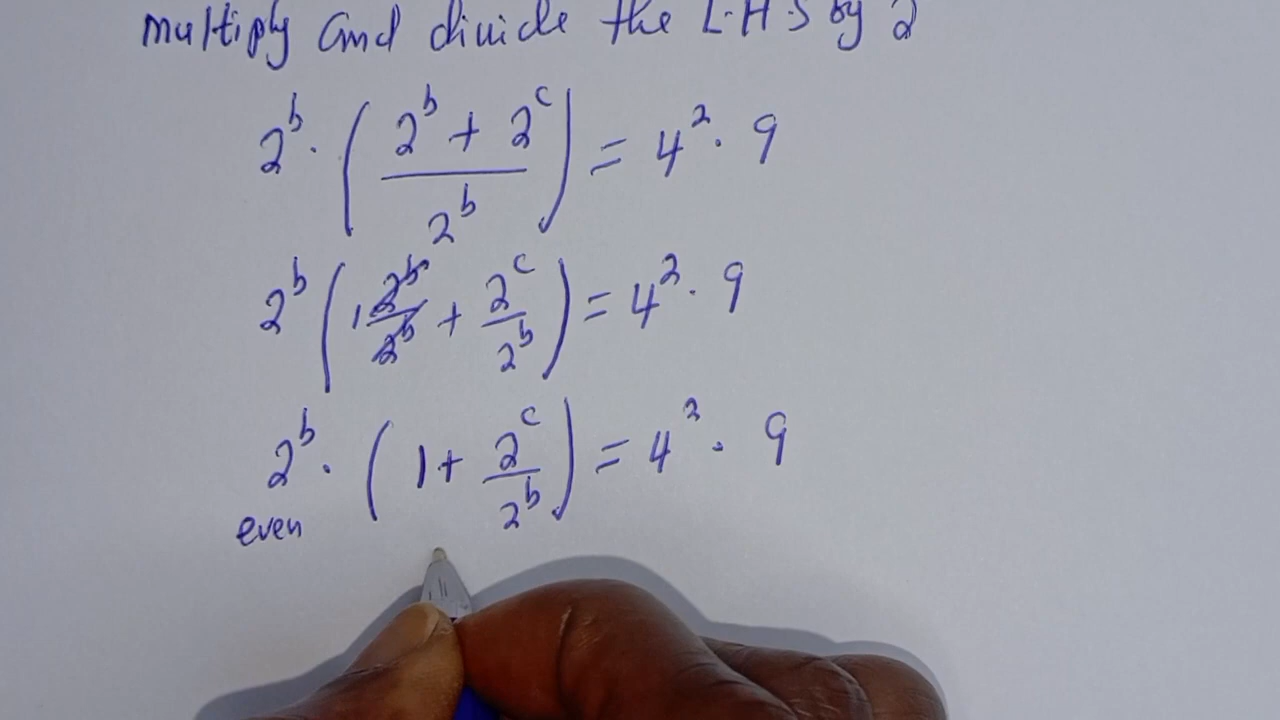 multiply and divide the L.H.S by 2
2^b · ( (2^b + 2^c) / 2^b ) = 4^2 · 9
2^b ( 1 2^b/2^b + 2^c/2^b ) = 4^2 · 9
2^b · ( 1 + 2^c/2^b ) = 4^2 · 9
even